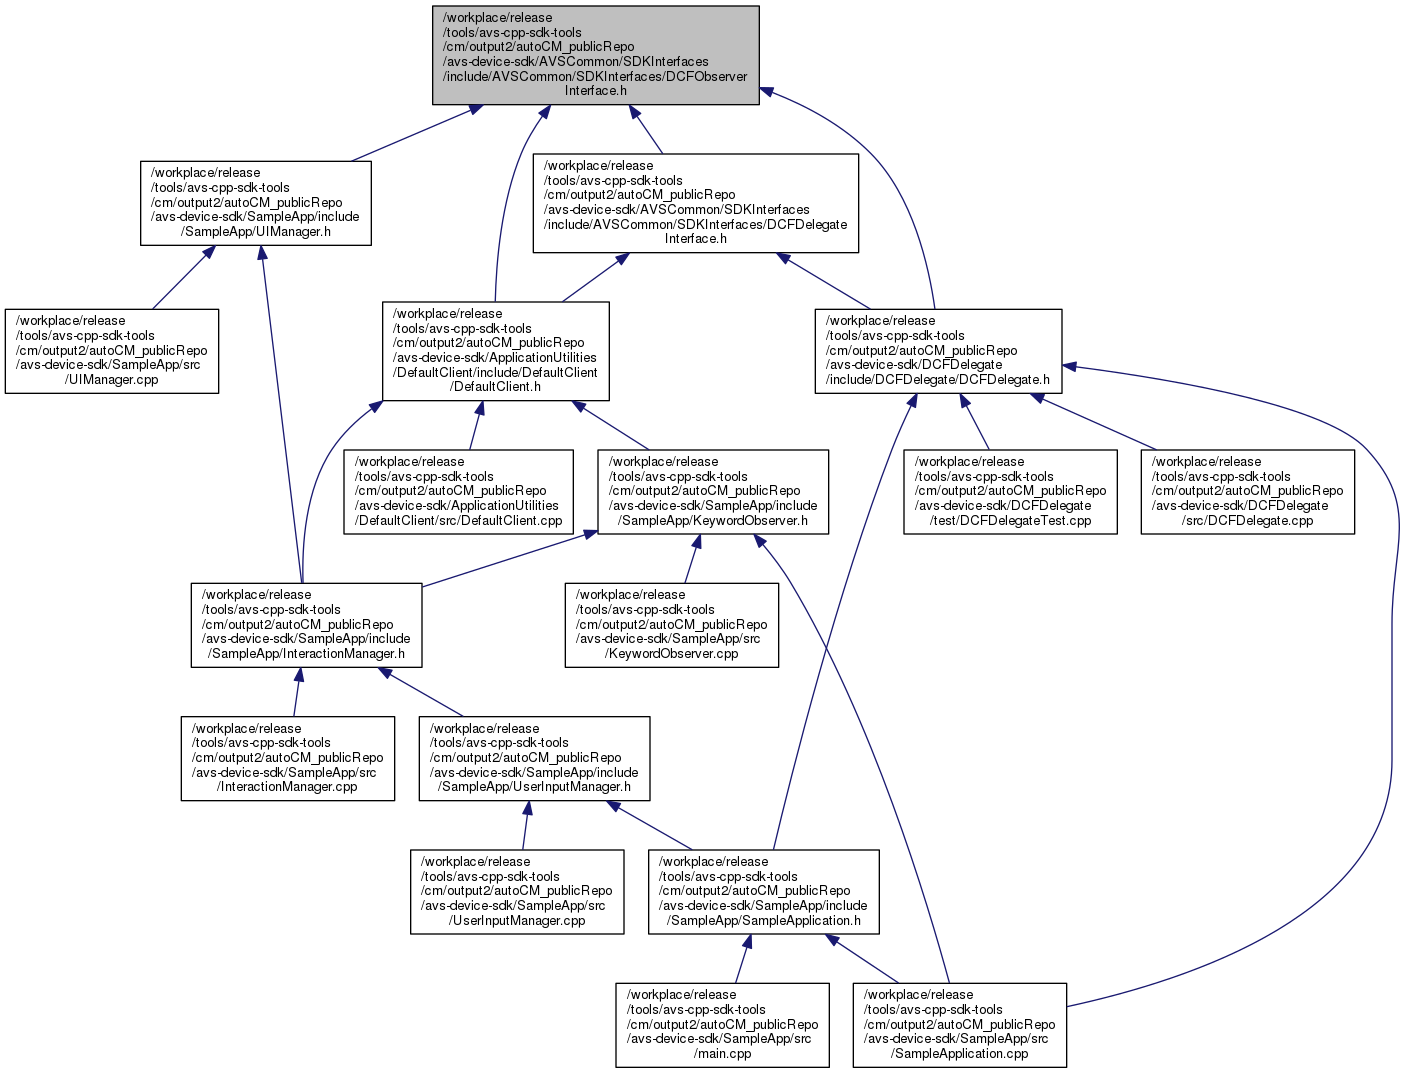 /workplace/release
/tools/avs-cpp-sdk-tools
/cm/output2/autoCM_publicRepo
/avs-device-sdk/AVSCommon/SDKInterfaces
/include/AVSCommon/SDKInterfaces/DCFObserver
Interface.h
/workplace/release
/tools/avs-cpp-sdk-tools
/cm/output2/autoCM_publicRepo
/avs-device-sdk/SampleApp/include
/SampleApp/UIManager.h
/workplace/release
/tools/avs-cpp-sdk-tools
/cm/output2/autoCM_publicRepo
/avs-device-sdk/AVSCommon/SDKInterfaces
/include/AVSCommon/SDKInterfaces/DCFDelegate
Interface.h
/workplace/release
/tools/avs-cpp-sdk-tools
/cm/output2/autoCM_publicRepo
/avs-device-sdk/SampleApp/src
/UIManager.cpp
/workplace/release
/tools/avs-cpp-sdk-tools
/cm/output2/autoCM_publicRepo
/avs-device-sdk/ApplicationUtilities
/DefaultClient/include/DefaultClient
/DefaultClient.h
/workplace/release
/tools/avs-cpp-sdk-tools
/cm/output2/autoCM_publicRepo
/avs-device-sdk/DCFDelegate
/include/DCFDelegate/DCFDelegate.h
/workplace/release
/tools/avs-cpp-sdk-tools
/cm/output2/autoCM_publicRepo
/avs-device-sdk/ApplicationUtilities
/DefaultClient/src/DefaultClient.cpp
/workplace/release
/tools/avs-cpp-sdk-tools
/cm/output2/autoCM_publicRepo
/avs-device-sdk/SampleApp/include
/SampleApp/KeywordObserver.h
/workplace/release
/tools/avs-cpp-sdk-tools
/cm/output2/autoCM_publicRepo
/avs-device-sdk/DCFDelegate
/test/DCFDelegateTest.cpp
/workplace/release
/tools/avs-cpp-sdk-tools
/cm/output2/autoCM_publicRepo
/avs-device-sdk/DCFDelegate
/src/DCFDelegate.cpp
/workplace/release
/tools/avs-cpp-sdk-tools
/cm/output2/autoCM_publicRepo
/avs-device-sdk/SampleApp/include
/SampleApp/InteractionManager.h
/workplace/release
/tools/avs-cpp-sdk-tools
/cm/output2/autoCM_publicRepo
/avs-device-sdk/SampleApp/src
/KeywordObserver.cpp
/workplace/release
/tools/avs-cpp-sdk-tools
/cm/output2/autoCM_publicRepo
/avs-device-sdk/SampleApp/src
/InteractionManager.cpp
/workplace/release
/tools/avs-cpp-sdk-tools
/cm/output2/autoCM_publicRepo
/avs-device-sdk/SampleApp/include
/SampleApp/UserInputManager.h
/workplace/release
/tools/avs-cpp-sdk-tools
/cm/output2/autoCM_publicRepo
/avs-device-sdk/SampleApp/src
/UserInputManager.cpp
/workplace/release
/tools/avs-cpp-sdk-tools
/cm/output2/autoCM_publicRepo
/avs-device-sdk/SampleApp/include
/SampleApp/SampleApplication.h
/workplace/release
/tools/avs-cpp-sdk-tools
/cm/output2/autoCM_publicRepo
/avs-device-sdk/SampleApp/src
/main.cpp
/workplace/release
/tools/avs-cpp-sdk-tools
/cm/output2/autoCM_publicRepo
/avs-device-sdk/SampleApp/src
/SampleApplication.cpp